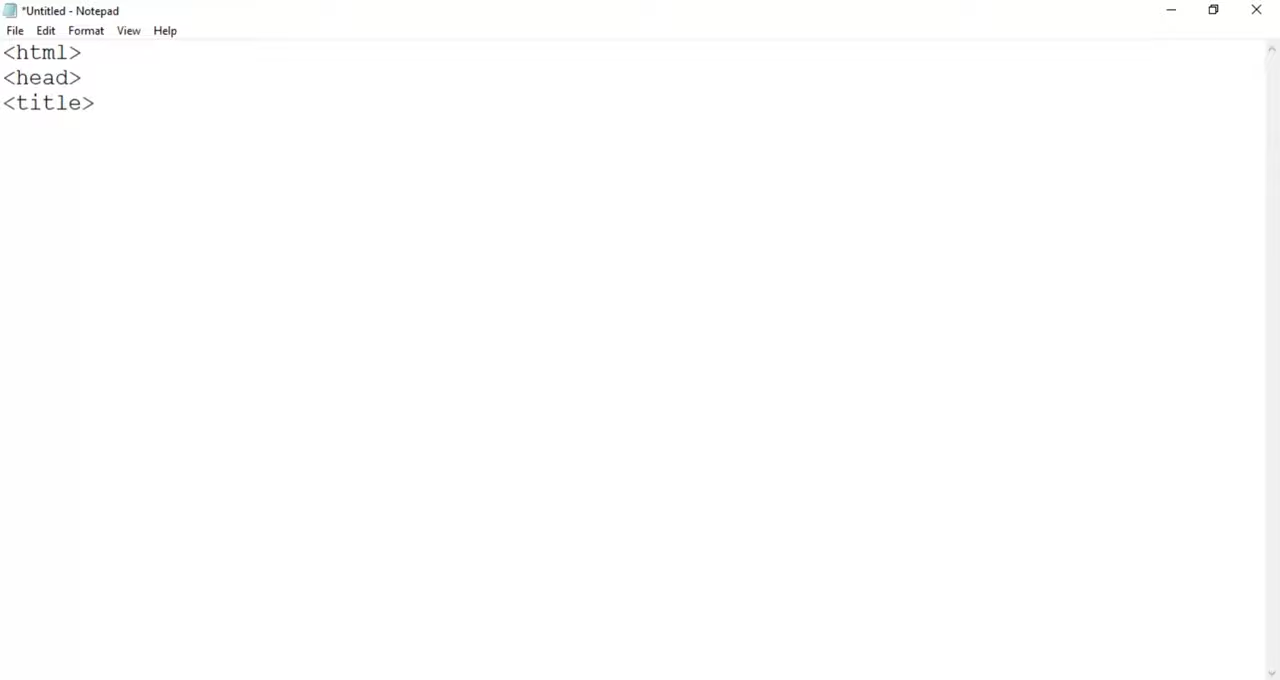 *Untitled - Notepad
File Edit Format View Help
<html>
<head>
<title>